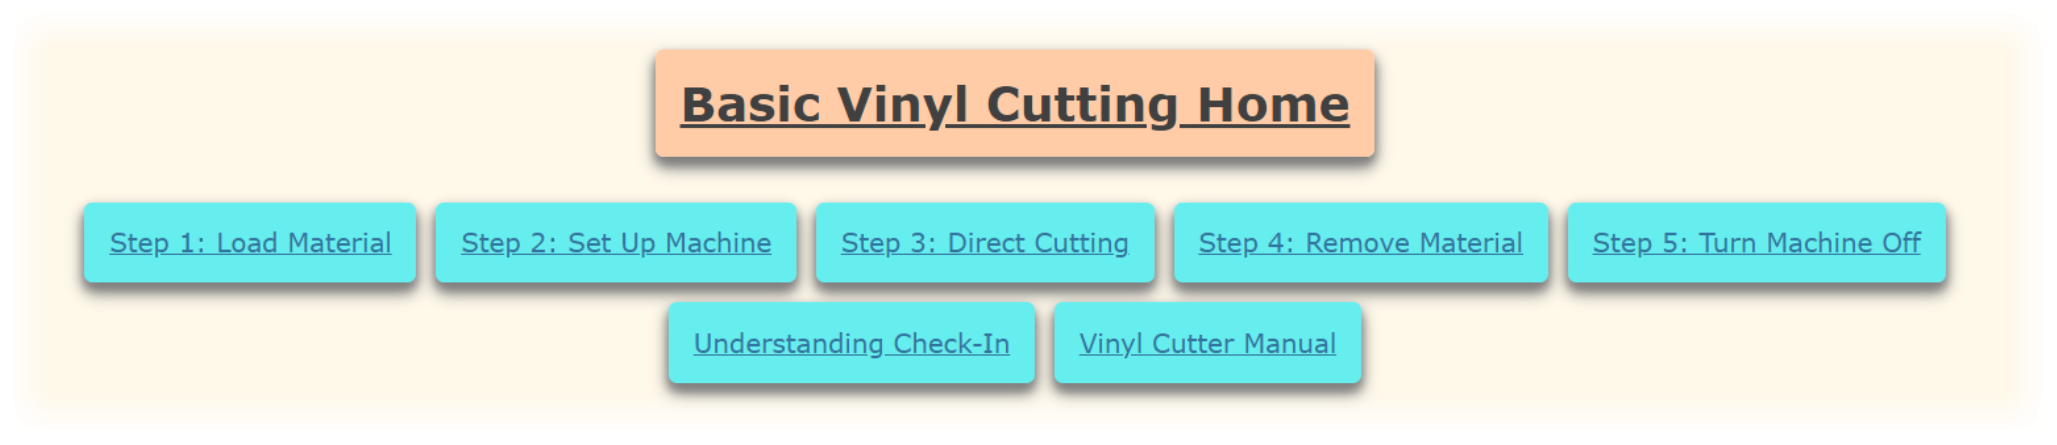 Basic Vinyl Cutting Home
Step 1: Load Material
Step 2: Set Up Machine
Step 3: Direct Cutting
Step 4: Remove Material
Step 5: Turn Machine Off
Understanding Check-In
Vinyl Cutter Manual